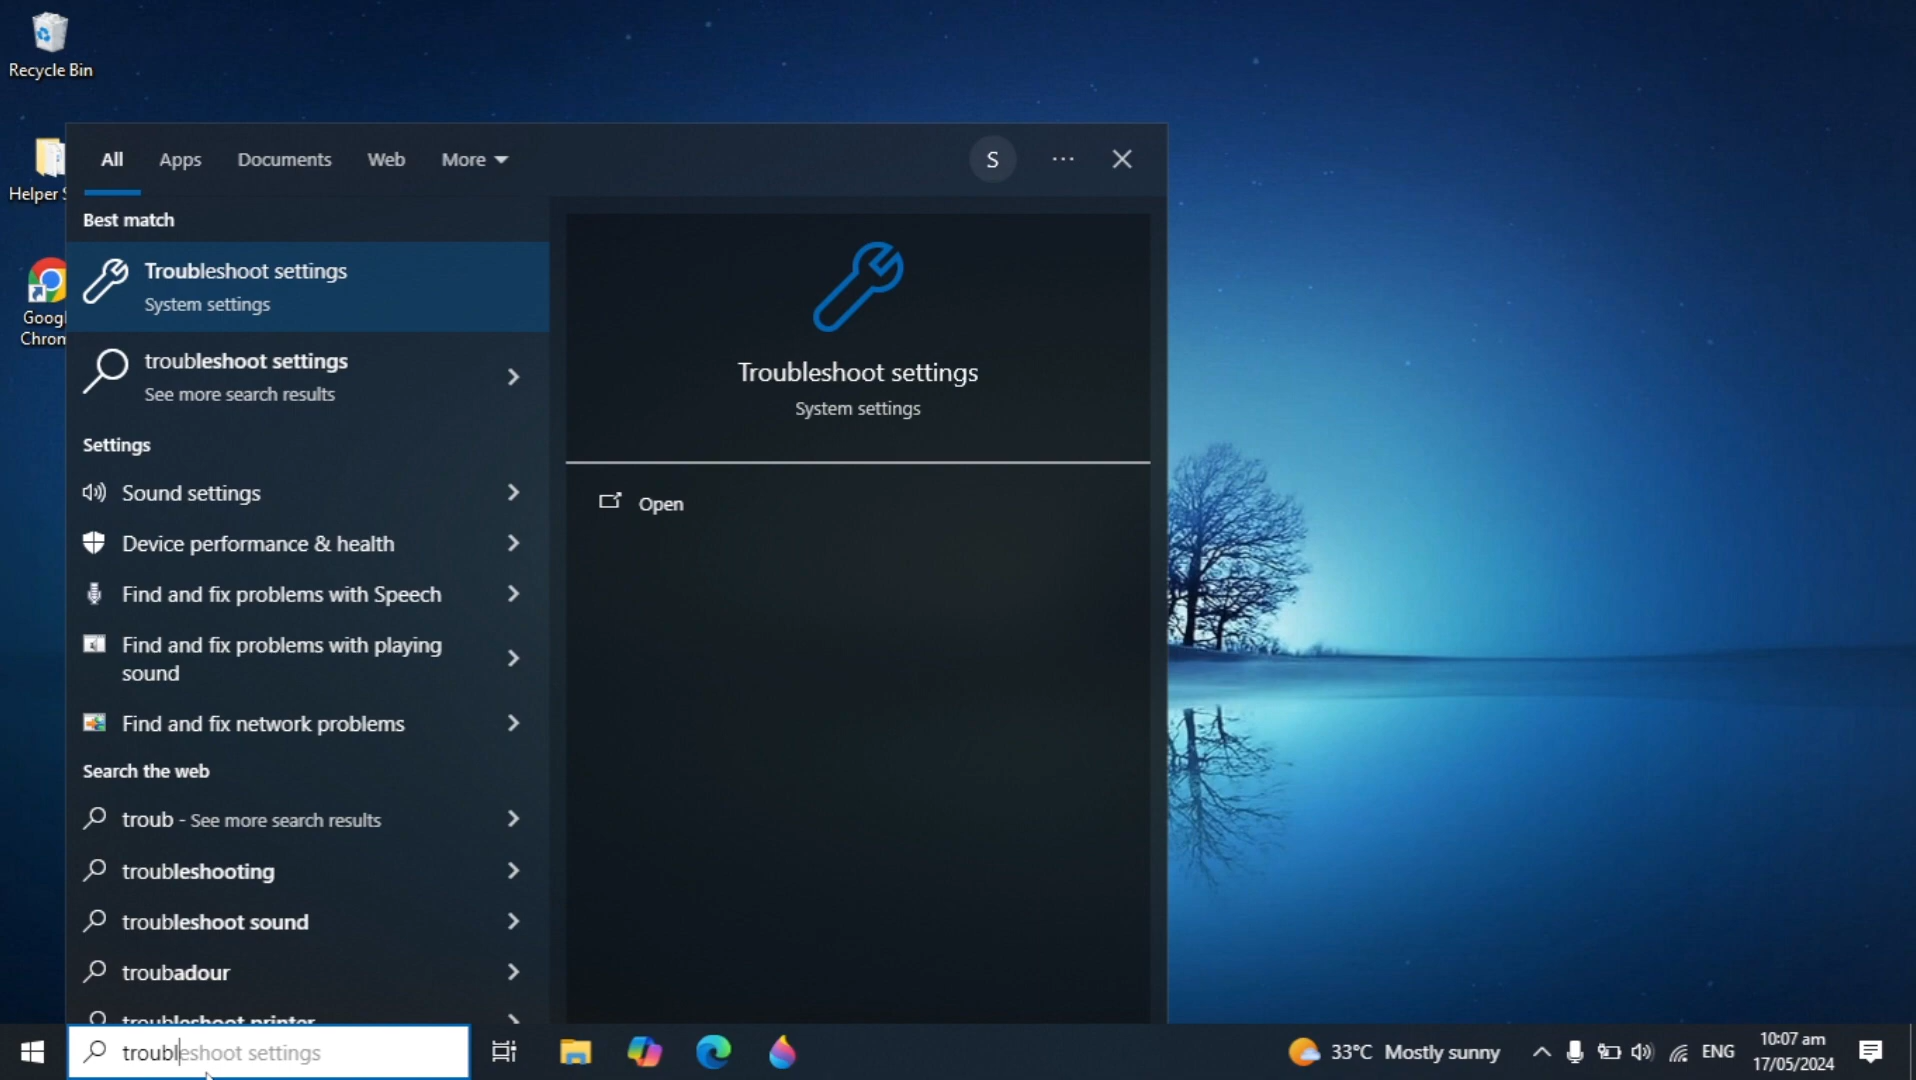 Recycle Bin
Helper S
Googl
Chrom
All Apps Documents Web More S
Best match
Troubleshoot settings
System settings
troubleshoot settings
See more search results
Settings
Sound settings
Device performance & health
Find and fix problems with Speech
Find and fix problems with playing
sound
Find and fix network problems
Search the web
troub - See more search results
troubleshooting
troubleshoot sound
troubadour
troubleshoot printer
Troubleshoot settings
System settings
Open
troubleshoot settings
33°C Mostly sunny
ENG
10:07 am
17/05/2024